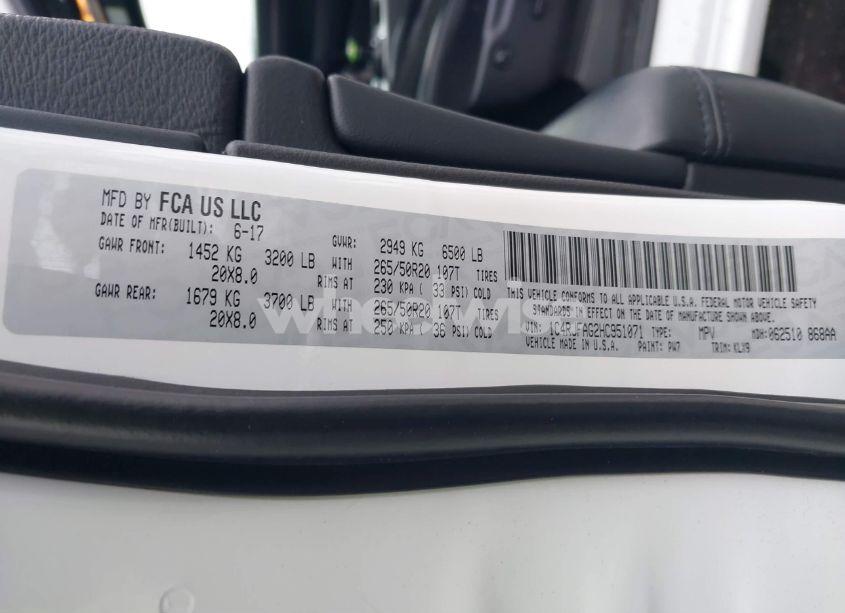 MFD BY FCA US LLC
DATE OF MFR(BUILT): 6-17 GVWR: 2949 KG 6500 LB
GAWR FRONT: 1452 KG 3200 LB WITH 265/50R20 107T TIRES
20X8.0 RIMS AT 230 KPA ( 33 PSI) COLD
GAWR REAR: 1679 KG 3700 LB WITH 265/50R20 107T TIRES
20X8.0 RIMS AT 250 KPA ( 36 PSI) COLD
THIS VEHICLE CONFORMS TO ALL APPLICABLE U.S.A. FEDERAL MOTOR VEHICLE SAFETY
STANDARDS IN EFFECT ON THE DATE OF MANUFACTURE SHOWN ABOVE.
VIN: 1C4RJFAG2HC951071 TYPE: MPV MDH: 062510 868AA
VEHICLE MADE IN U.S.A. PAINT: PW7 TRIM: KLX9